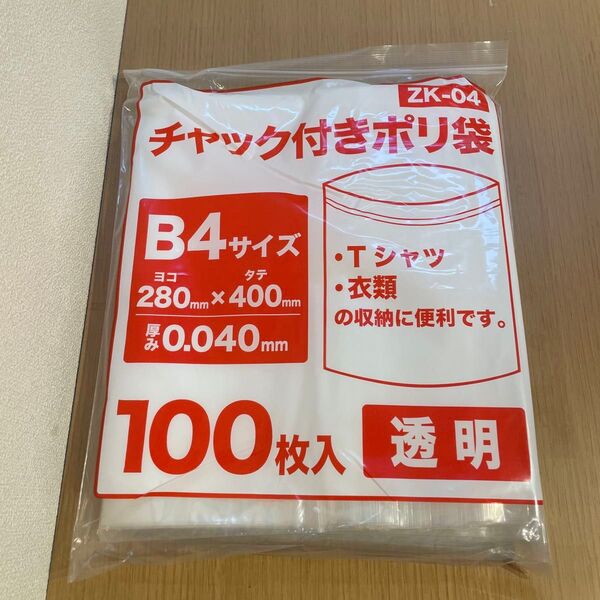 ZK-04
チャック付きポリ袋
B4サイズ
ヨコ タテ
280mm×400mm
厚み0.040mm
・Tシャツ
・衣類
の収納に便利です。
100枚入
透明